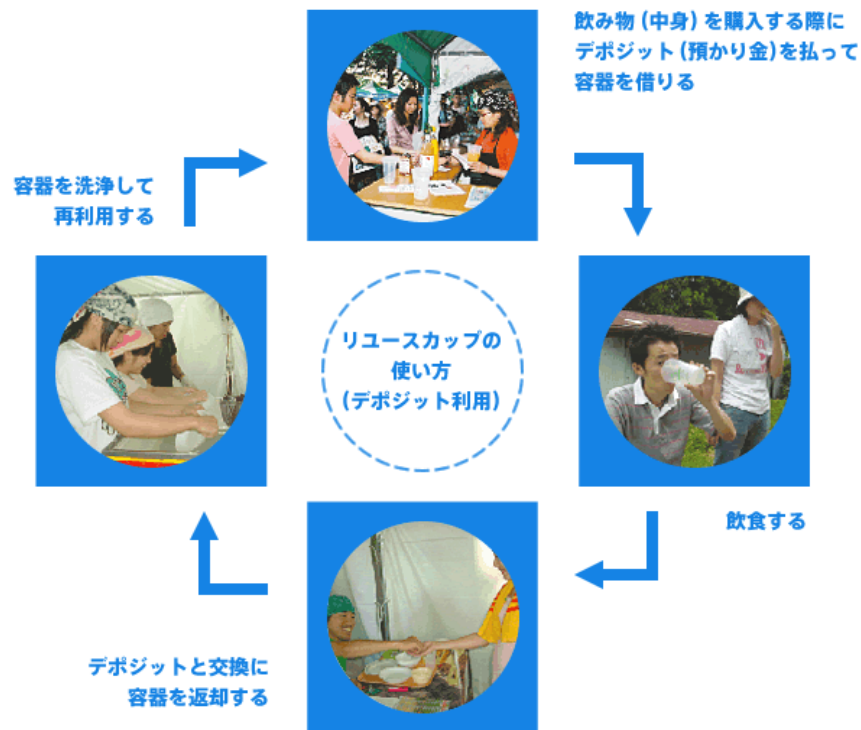 飲み物(中身)を購入する際に
デポジット(預かり金)を払って
容器を借りる
容器を洗浄して
再利用する
リユースカップの
使い方
(デポジット利用)
飲食する
デポジットと交換に
容器を返却する